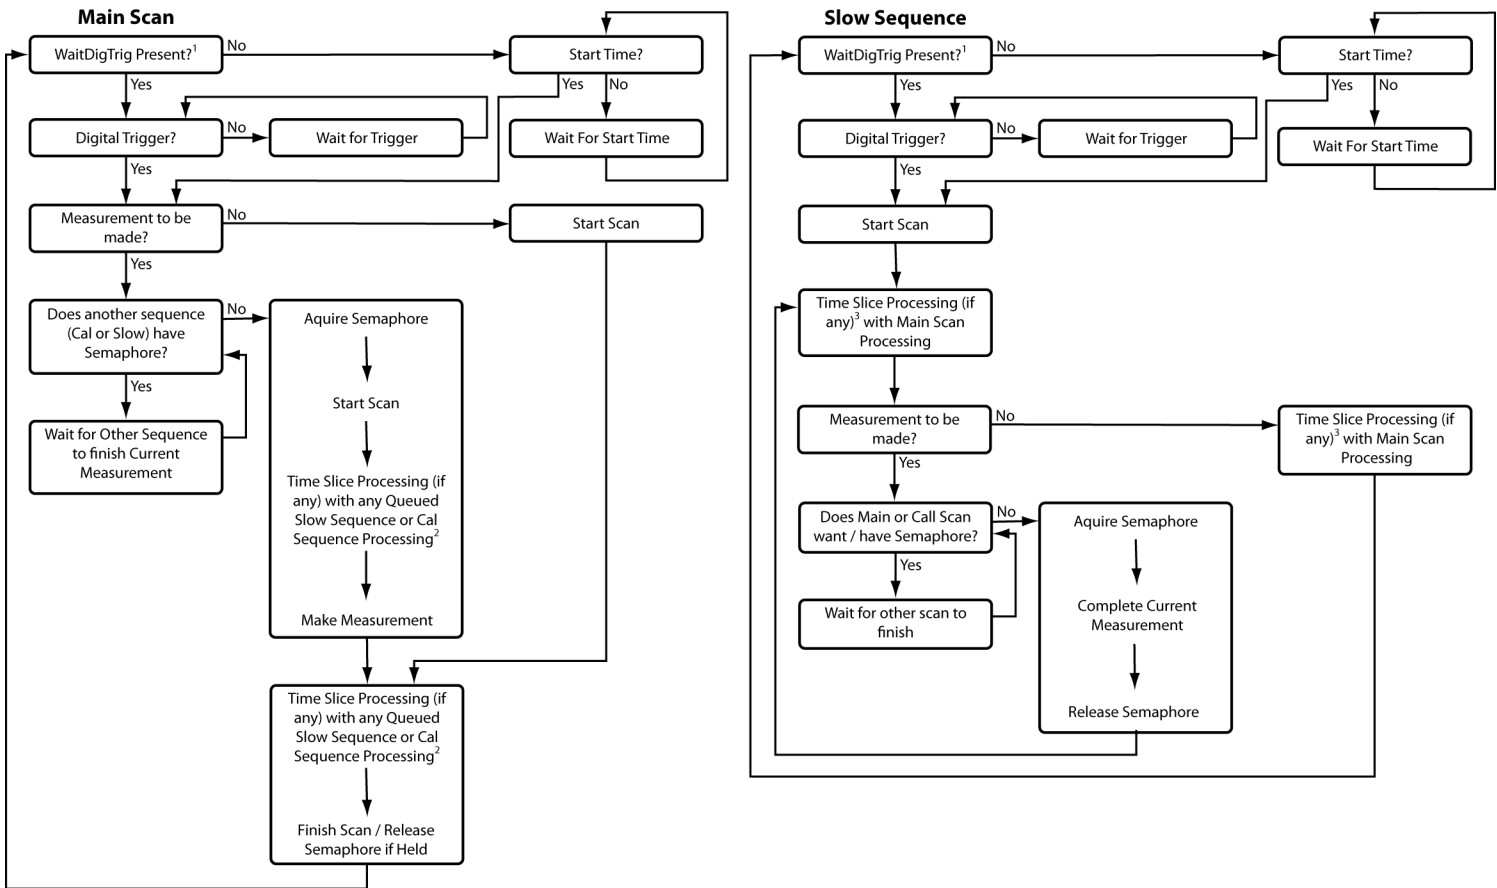 Main Scan
WaitDigTrig Present?1
No
Start Time?
Yes
Yes
No
Digital Trigger?
No
Wait for Trigger
Wait For Start Time
Yes
Measurement to be
made?
No
Start Scan
Yes
Does another sequence
(Cal or Slow) have
Semaphore?
No
Yes
Wait for Other Sequence
to finish Current
Measurement
Aquire Semaphore
Start Scan
Time Slice Processing (if
any) with any Queued
Slow Sequence or Cal
Sequence Processing2
Make Measurement
Time Slice Processing (if
any) with any Queued
Slow Sequence or Cal
Sequence Processing2
Finish Scan / Release
Semaphore if Held
Slow Sequence
WaitDigTrig Present?1
No
Start Time?
Yes
Yes
No
Digital Trigger?
No
Wait for Trigger
Wait For Start Time
Yes
Start Scan
Time Slice Processing (if
any)3 with Main Scan
Processing
Measurement to be
made?
No
Time Slice Processing (if
any)3 with Main Scan
Processing
Yes
Does Main or Call Scan
want / have Semaphore?
No
Yes
Wait for other scan to
finish
Aquire Semaphore
Complete Current
Measurement
Release Semaphore